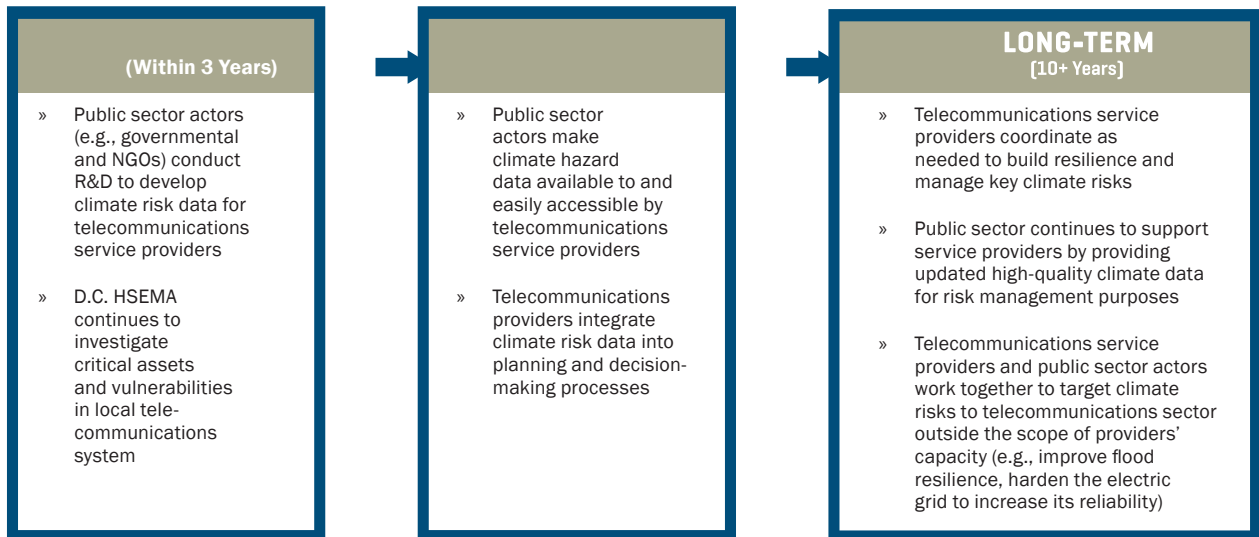 (Within 3 Years)
» Public sector actors
(e.g., governmental
and NGOs) conduct
R&D to develop
climate risk data for
telecommunications
service providers
» D.C. HSEMA
continues to
investigate
critical assets
and vulnerabilities
in local tele-
communications
system
» Public sector
actors make
climate hazard
data available to and
easily accessible by
telecommunications
service providers
» Telecommunications
providers integrate
climate risk data into
planning and decision-
making processes
LONG-TERM
(10+ Years)
» Telecommunications service
providers coordinate as
needed to build resilience and
manage key climate risks
» Public sector continues to support
service providers by providing
updated high-quality climate data
for risk management purposes
» Telecommunications service
providers and public sector actors
work together to target climate
risks to telecommunications sector
outside the scope of providers’
capacity (e.g., improve flood
resilience, harden the electric
grid to increase its reliability)